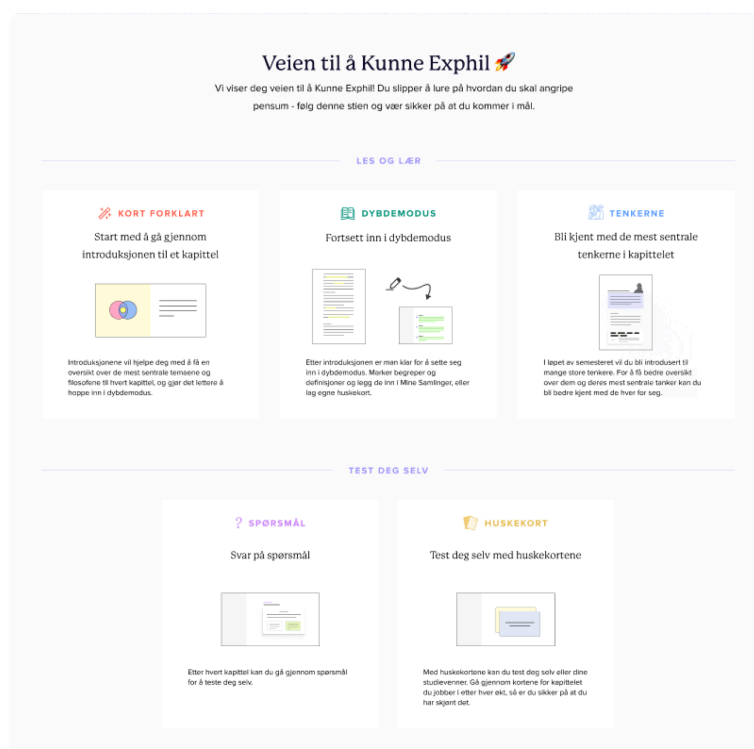 Veien til å Kunne Exphil 🚀
Vi viser deg veien til å Kunne Exphil! Du slipper å lure på hvordan du skal angripe
pensum - følg denne stien og vær sikker på at du kommer i mål.
LES OG LÆR
KORT FORKLART
Start med å gå gjennom
introduksjonen til et kapittel
Introduksjonene vil hjelpe deg med å få en
oversikt over de mest sentrale temaene og
filosofene til hvert kapittel, og gjør det lettere å
hoppe inn i dybdemodus.
DYBDEMODUS
Fortsett inn i dybdemodus
Etter introduksjonen er man klar for å sette seg
inn i dybdemodus. Marker begreper og
definisjoner og legg de inn i Mine Samlinger, eller
lag egne huskekort.
TENKERNE
Bli kjent med de mest sentrale
tenkerne i kapittelet
I løpet av semesteret vil du bli introdusert til
mange store tenkere. For å få bedre oversikt
over dem og deres mest sentrale tanker kan du
bli bedre kjent med de hver for seg.
TEST DEG SELV
? SPØRSMÅL
Svar på spørsmål
Etter hvert kapittel kan du gå gjennom spørsmål
for å teste deg selv.
HUSKEKORT
Test deg selv med huskekortene
Med huskekortene kan du test deg selv eller dine
studievenner. Gå gjennom kortene for kapittelet
du jobber i etter hver økt, så er du sikker på at du
har skjønt det.